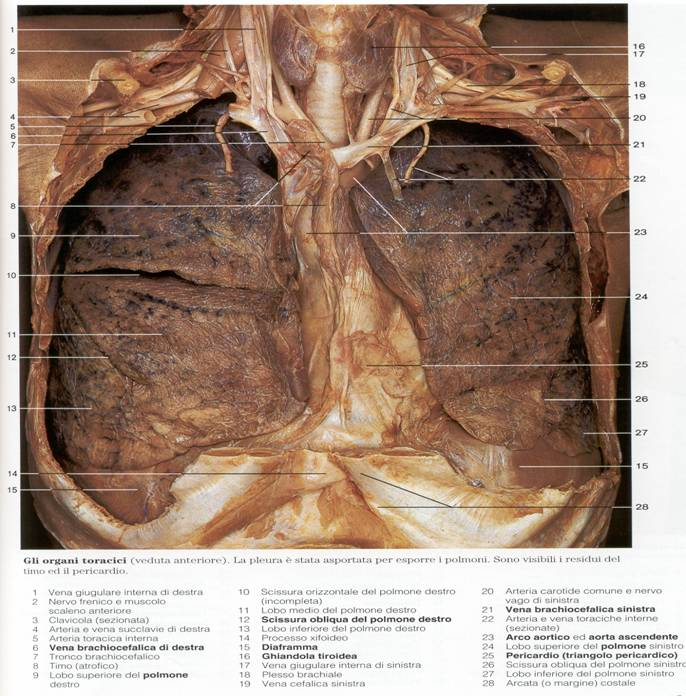 1
2
3
4
5
6
7
8
9
10
11
12
13
14
15
16
17
18
19
20
21
22
23
24
25
26
27
15
28
Gli organi toracici (veduta anteriore). La pleura è stata asportata per esporre i polmoni. Sono visibili i residui del
timo ed il pericardio.
1 Vena giugulare interna di destra
2 Nervo frenico e muscolo
scaleno anteriore
3 Clavicola (sezionata)
4 Arteria e vena succlavie di destra
5 Arteria toracica interna
6 Vena brachiocefalica di destra
7 Tronco brachiocefalico
8 Timo (atrofico)
9 Lobo superiore del polmone
destro
10 Scissura orizzontale del polmone destro
(incompleta)
11 Lobo medio del polmone destro
12 Scissura obliqua del polmone destro
13 Lobo inferiore del polmone destro
14 Processo xifoideo
15 Diaframma
16 Ghiandola tiroidea
17 Vena giugulare interna di sinistra
18 Plesso brachiale
19 Vena cefalica sinistra
20 Arteria carotide comune e nervo
vago di sinistra
21 Vena brachiocefalica sinistra
22 Arteria e vena toraciche interne
(sezionate)
23 Arco aortico ed aorta ascendente
24 Lobo superiore del polmone sinistro
25 Pericardio (triangolo pericardico)
26 Scissura obliqua del polmone sinistro
27 Lobo inferiore del polmone sinistro
28 Arcata (o margine) costale